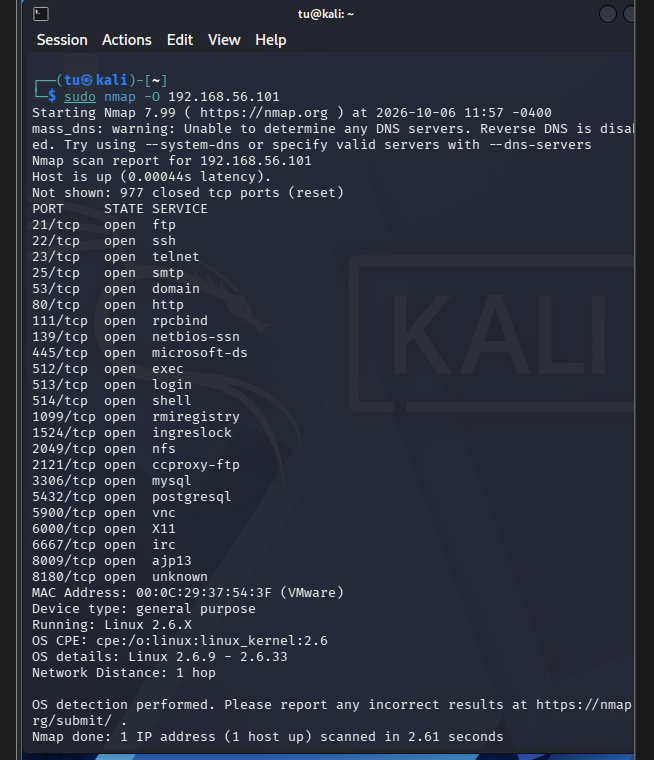 tu@kali: ~
Session Actions Edit View Help
┌──(tu㉿kali)-[~]
└─$ sudo nmap -O 192.168.56.101
Starting Nmap 7.99 ( https://nmap.org ) at 2026-10-06 11:57 -0400
mass_dns: warning: Unable to determine any DNS servers. Reverse DNS is disa
ed. Try using --system-dns or specify valid servers with --dns-servers
Nmap scan report for 192.168.56.101
Host is up (0.00044s latency).
Not shown: 977 closed tcp ports (reset)
PORT     STATE SERVICE
21/tcp   open  ftp
22/tcp   open  ssh
23/tcp   open  telnet
25/tcp   open  smtp
53/tcp   open  domain
80/tcp   open  http
111/tcp  open  rpcbind
139/tcp  open  netbios-ssn
445/tcp  open  microsoft-ds
512/tcp  open  exec
513/tcp  open  login
514/tcp  open  shell
1099/tcp open  rmiregistry
1524/tcp open  ingreslock
2049/tcp open  nfs
2121/tcp open  ccproxy-ftp
3306/tcp open  mysql
5432/tcp open  postgresql
5900/tcp open  vnc
6000/tcp open  X11
6667/tcp open  irc
8009/tcp open  ajp13
8180/tcp open  unknown
MAC Address: 00:0C:29:37:54:3F (VMware)
Device type: general purpose
Running: Linux 2.6.X
OS CPE: cpe:/o:linux:linux_kernel:2.6
OS details: Linux 2.6.9 - 2.6.33
Network Distance: 1 hop
OS detection performed. Please report any incorrect results at https://nmap
rg/submit/ .
Nmap done: 1 IP address (1 host up) scanned in 2.61 seconds
KALI